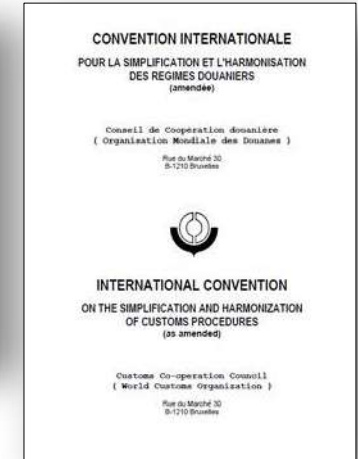 CONVENTION INTERNATIONALE
POUR LA SIMPLIFICATION ET L'HARMONISATION
DES REGIMES DOUANIERS
(amendée)
Conseil de Coopération douanière
( Organisation Mondiale des Douanes )
Rue du Marché 30
B-1210 Bruxelles
INTERNATIONAL CONVENTION
ON THE SIMPLIFICATION AND HARMONIZATION
OF CUSTOMS PROCEDURES
(as amended)
Customs Co-operation Council
( World Customs Organization )
Rue du Marché 30
B-1210 Bruxelles